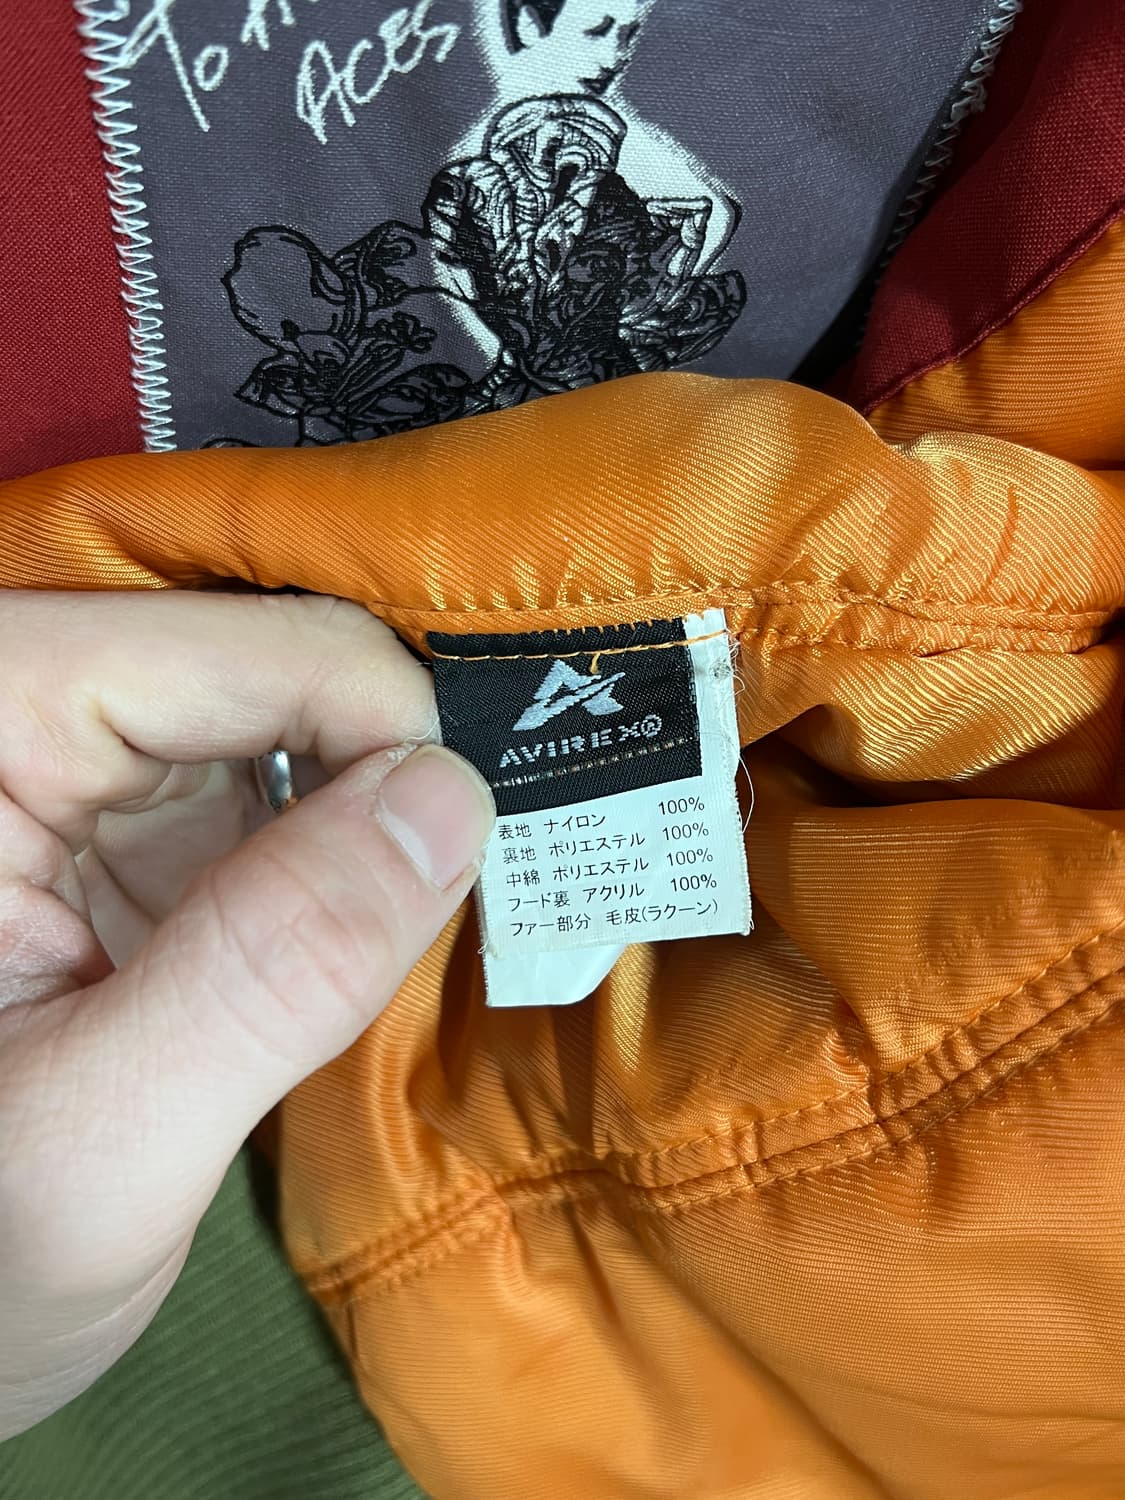 To
ACES
AVIREX®
表地 ナイロン 100%
裏地 ポリエステル 100%
中綿 ポリエステル 100%
フード裏 アクリル 100%
ファー部分 毛皮(ラクーン)